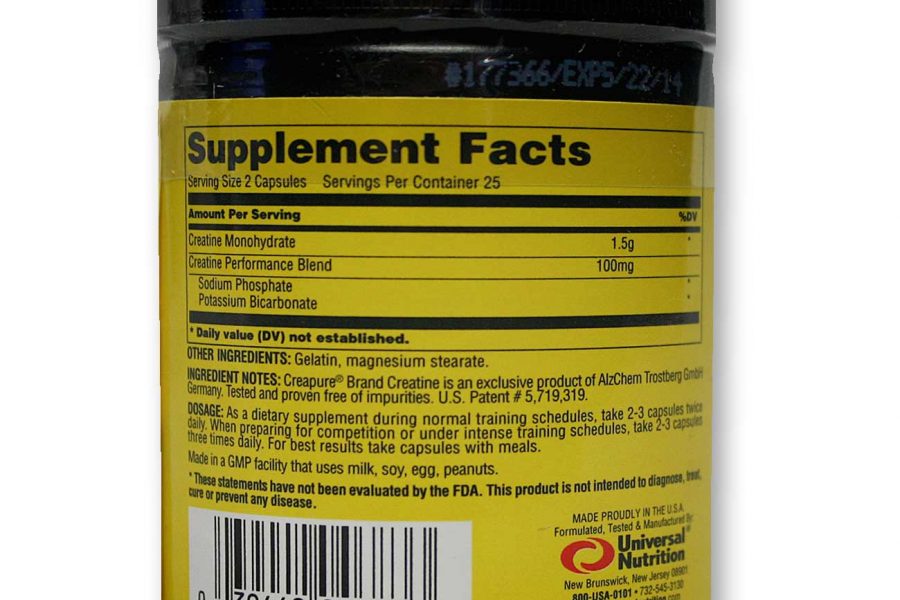 #177366/EXP5/22/14
Supplement Facts
Serving Size 2 Capsules Servings Per Container 25
Amount Per Serving %DV
Creatine Monohydrate 1.5g *
Creatine Performance Blend 100mg
Sodium Phosphate *
Potassium Bicarbonate *
* Daily value (DV) not established.
OTHER INGREDIENTS: Gelatin, magnesium stearate.
INGREDIENT NOTES: Creapure® Brand Creatine is an exclusive product of AlzChem Trostberg GmbH
Germany. Tested and proven free of impurities. U.S. Patent # 5,719,319.
DOSAGE: As a dietary supplement during normal training schedules, take 2-3 capsules twice
daily. When preparing for competition or under intense training schedules, take 2-3 capsules
three times daily. For best results take capsules with meals.
Made in a GMP facility that uses milk, soy, egg, peanuts.
* These statements have not been evaluated by the FDA. This product is not intended to diagnose, treat,
cure or prevent any disease.
MADE PROUDLY IN THE U.S.A.
Formulated, Tested & Manufactured By:
Universal®
Nutrition
New Brunswick, New Jersey 08901
800-USA-0101 • 732-545-3130
0